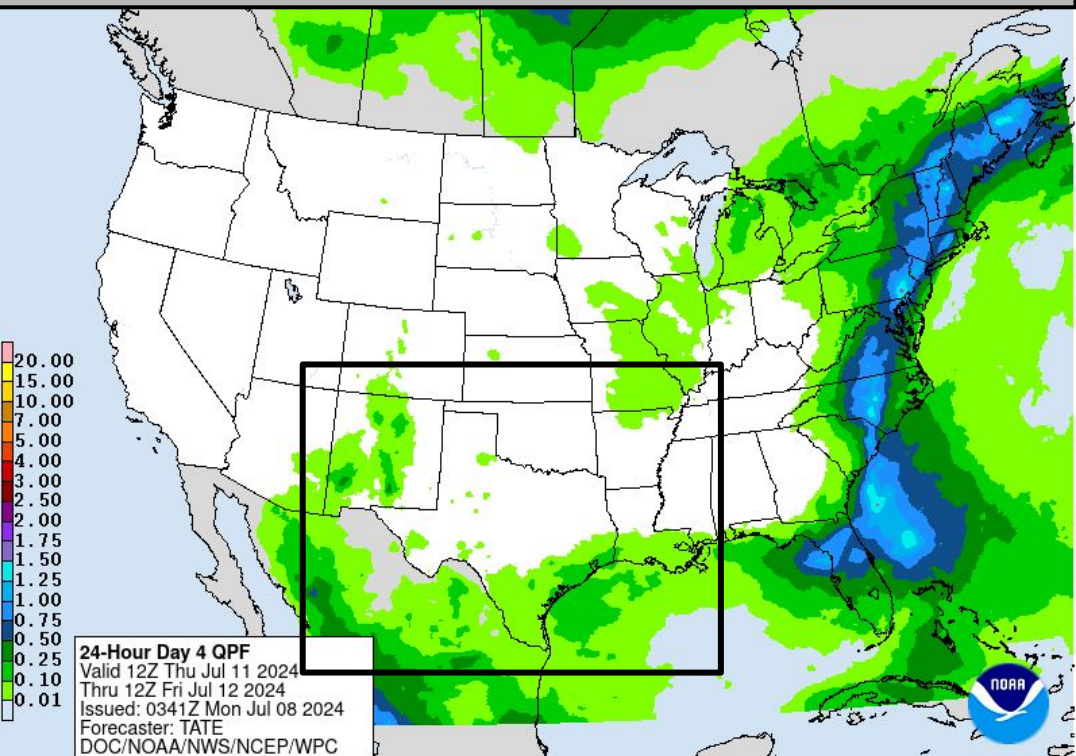 20.00
15.00
10.00
7.00
5.00
4.00
3.00
2.50
2.00
1.75
1.50
1.25
1.00
0.75
0.50
0.25
0.10
0.01
24-Hour Day 4 QPF
Valid 12Z Thu Jul 11 2024
Thru 12Z Fri Jul 12 2024
Issued: 0341Z Mon Jul 08 2024
Forecaster: TATE
DOC/NOAA/NWS/NCEP/WPC
NOAA